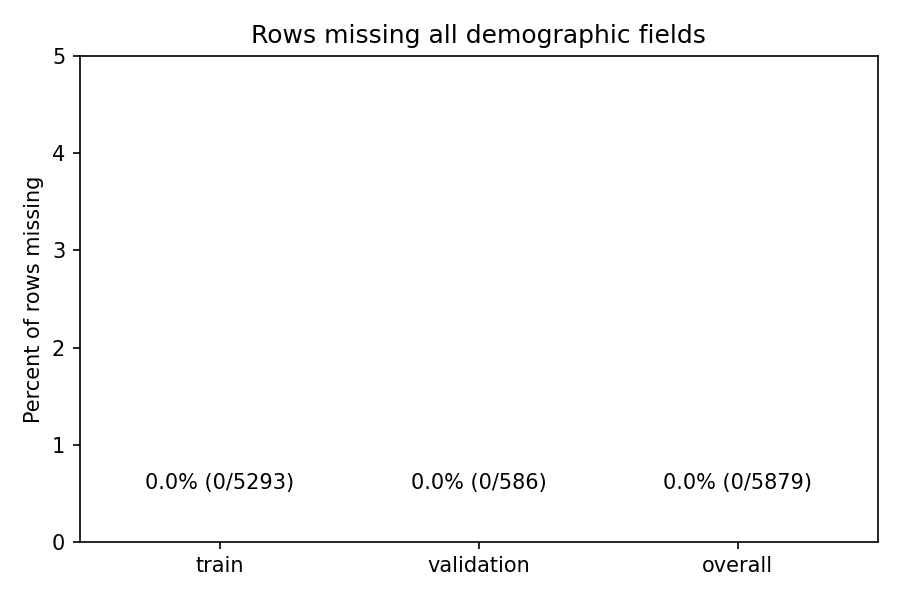 Rows missing all demographic fields
Percent of rows missing
5
4
3
2
1
0
0.0% (0/5293) 0.0% (0/586) 0.0% (0/5879)
train validation overall